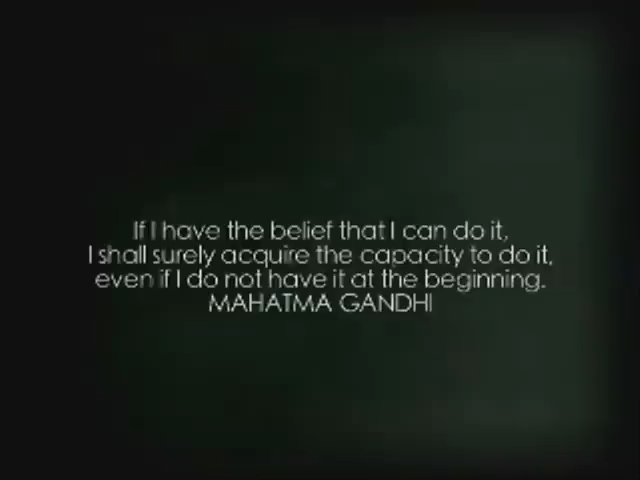 If I have the belief that I can do it,
I shall surely acquire the capacity to do it,
even if I do not have it at the beginning.
MAHATMA GANDHI